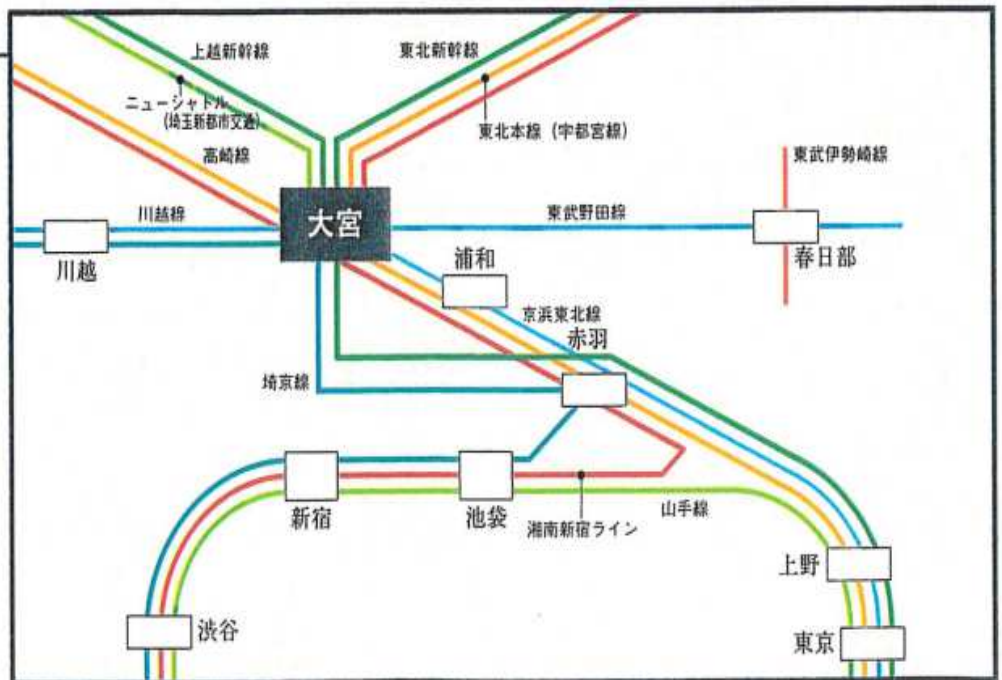 上越新幹線
東北新幹線
ニューシャトル
(埼玉新都市交通)
東北本線(宇都宮線)
高崎線
東武伊勢崎線
川越線
大宮
東武野田線
川越
浦和
春日部
京浜東北線
赤羽
埼京線
新宿
池袋
山手線
湘南新宿ライン
上野
渋谷
東京